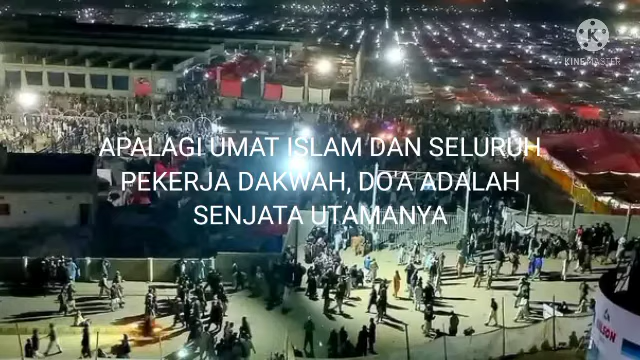 KINEMASTER
APALAGI UMAT ISLAM DAN SELURUH
PEKERJA DAKWAH, DO'A ADALAH
SENJATA UTAMANYA